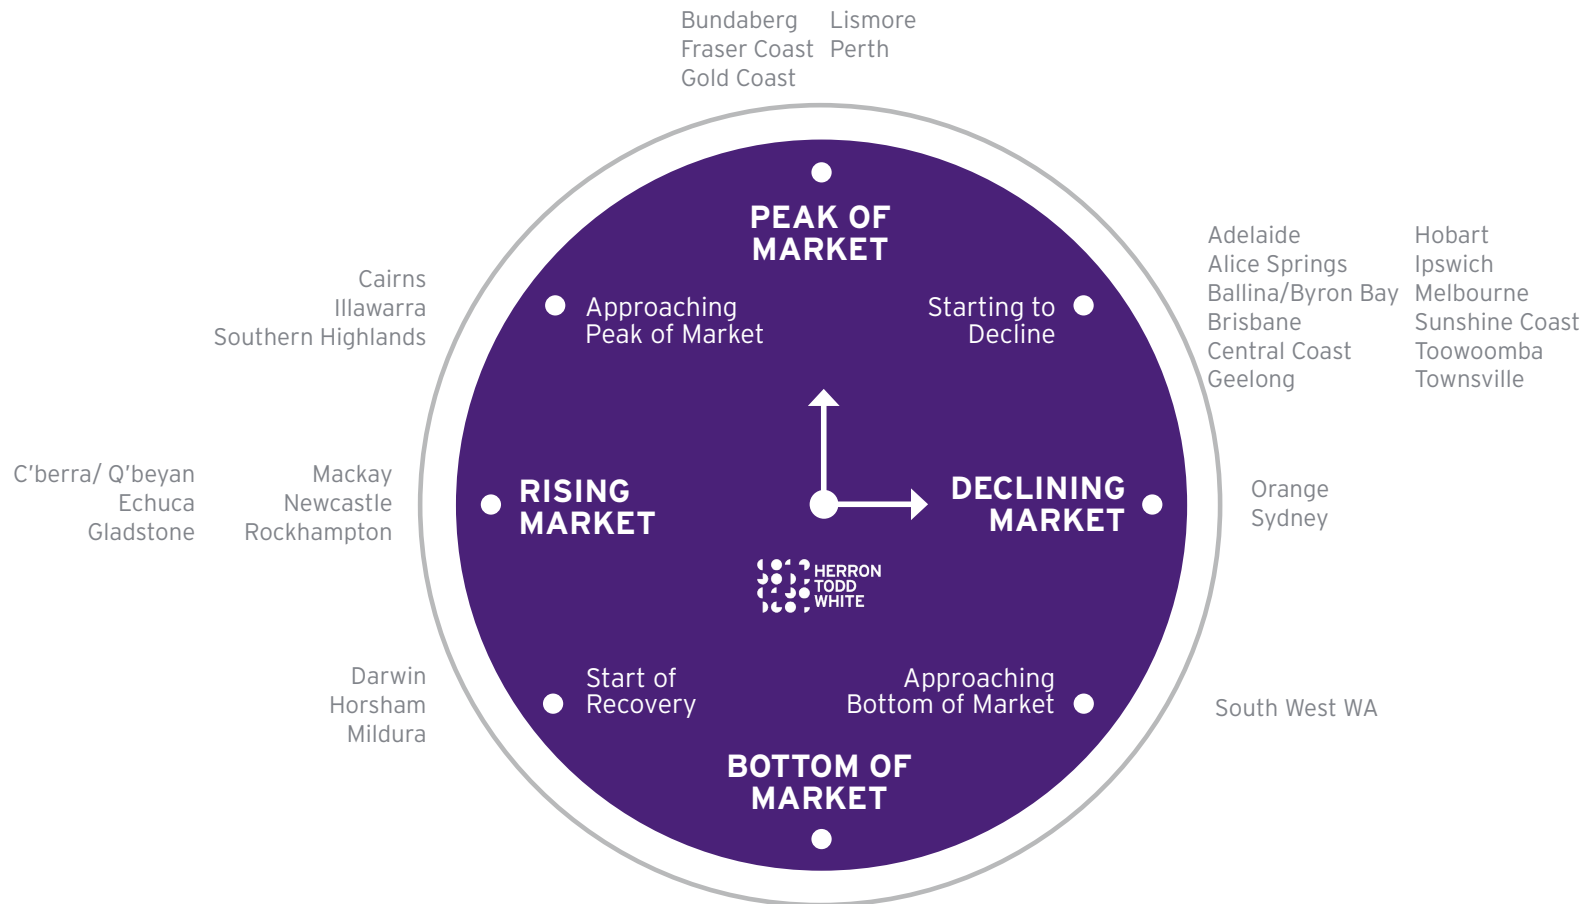 Bundaberg Lismore
Fraser Coast Perth
Gold Coast
PEAK OF
MARKET
Cairns
Illawarra
Southern Highlands
Approaching
Peak of Market
Starting to
Decline
Adelaide Hobart
Alice Springs Ipswich
Ballina/Byron Bay Melbourne
Brisbane Sunshine Coast
Central Coast Toowoomba
Geelong Townsville
C'berra/ Q'beyan Mackay
Echuca Newcastle
Gladstone Rockhampton
RISING
MARKET
DECLINING
MARKET
Orange
Sydney
HERRON
TODD
WHITE
Darwin
Horsham
Mildura
Start of
Recovery
Approaching
Bottom of Market
South West WA
BOTTOM OF
MARKET